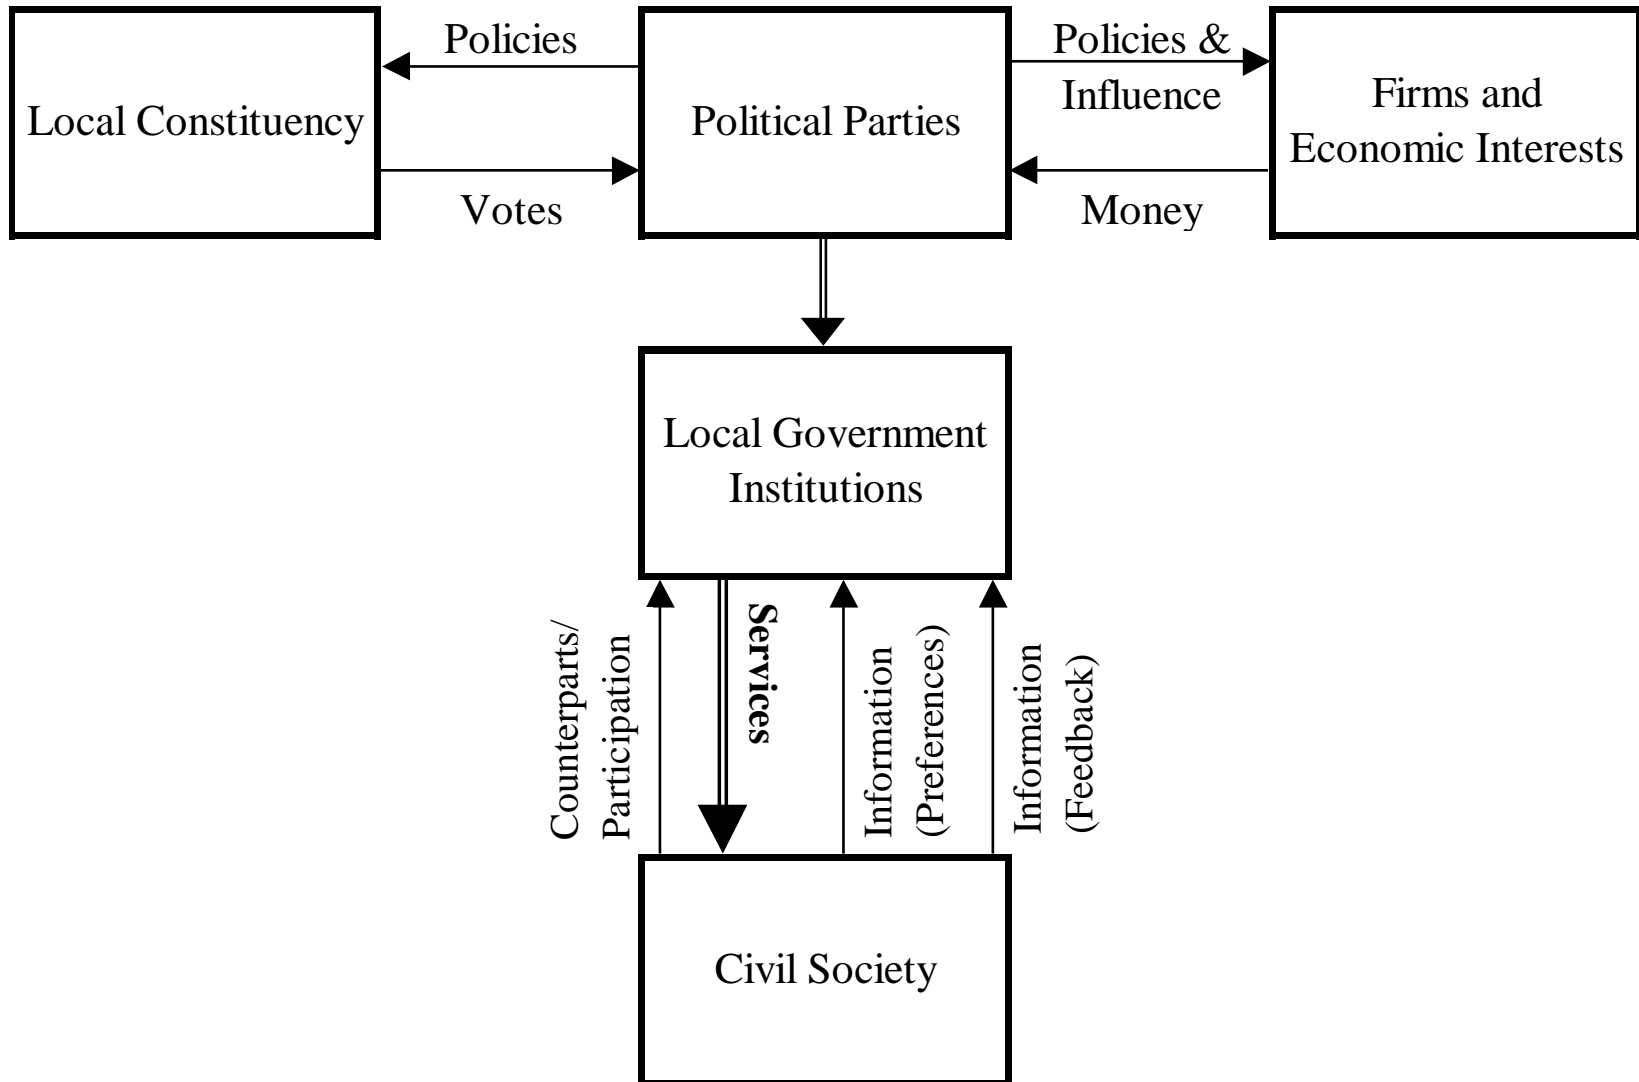 Policies
Policies &
Influence
Local Constituency
Political Parties
Firms and
Economic Interests
Votes
Money
Local Government
Institutions
Counterparts/
Participation
Services
Information
(Preferences)
Information
(Feedback)
Civil Society